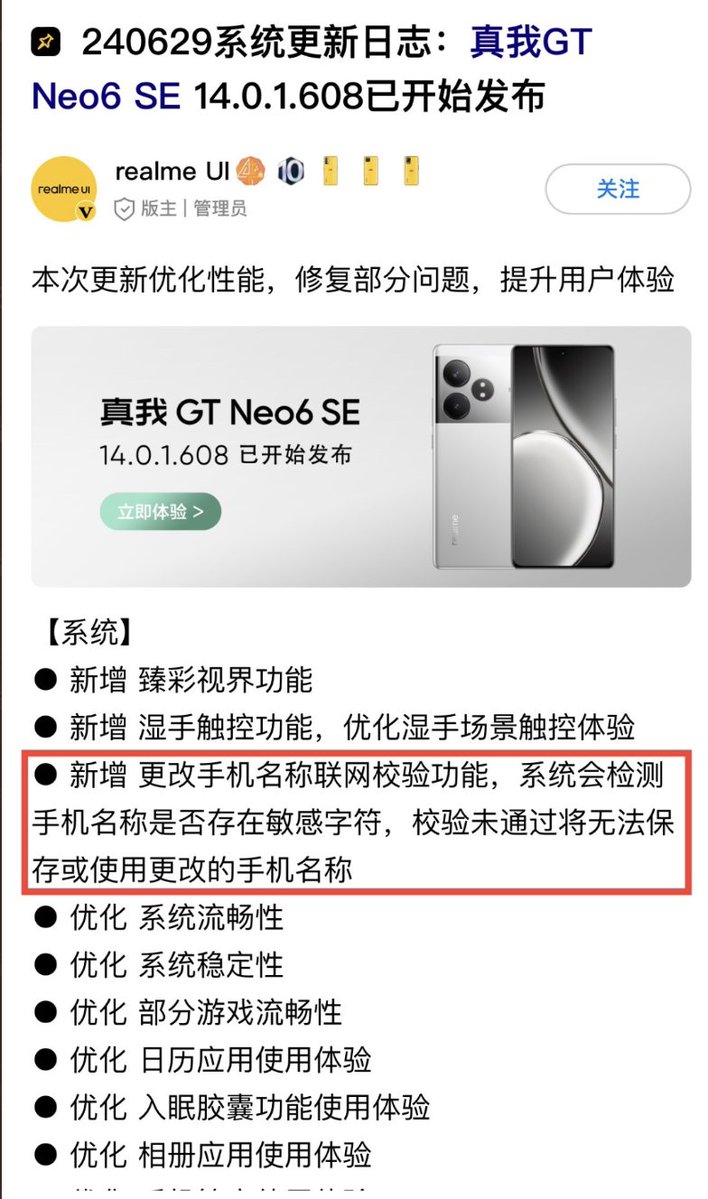 240629系统更新日志：真我GT
Neo6 SE 14.0.1.608已开始发布
realme UI
10
realme UI
V
版主 | 管理员
关注
本次更新优化性能，修复部分问题，提升用户体验
真我 GT Neo6 SE
14.0.1.608 已开始发布
立即体验 >
realme
【系统】
● 新增 臻彩视界功能
● 新增 湿手触控功能，优化湿手场景触控体验
● 新增 更改手机名称联网校验功能，系统会检测
手机名称是否存在敏感字符，校验未通过将无法保
存或使用更改的手机名称
● 优化 系统流畅性
● 优化 系统稳定性
● 优化 部分游戏流畅性
● 优化 日历应用使用体验
● 优化 入眠胶囊功能使用体验
● 优化 相册应用使用体验